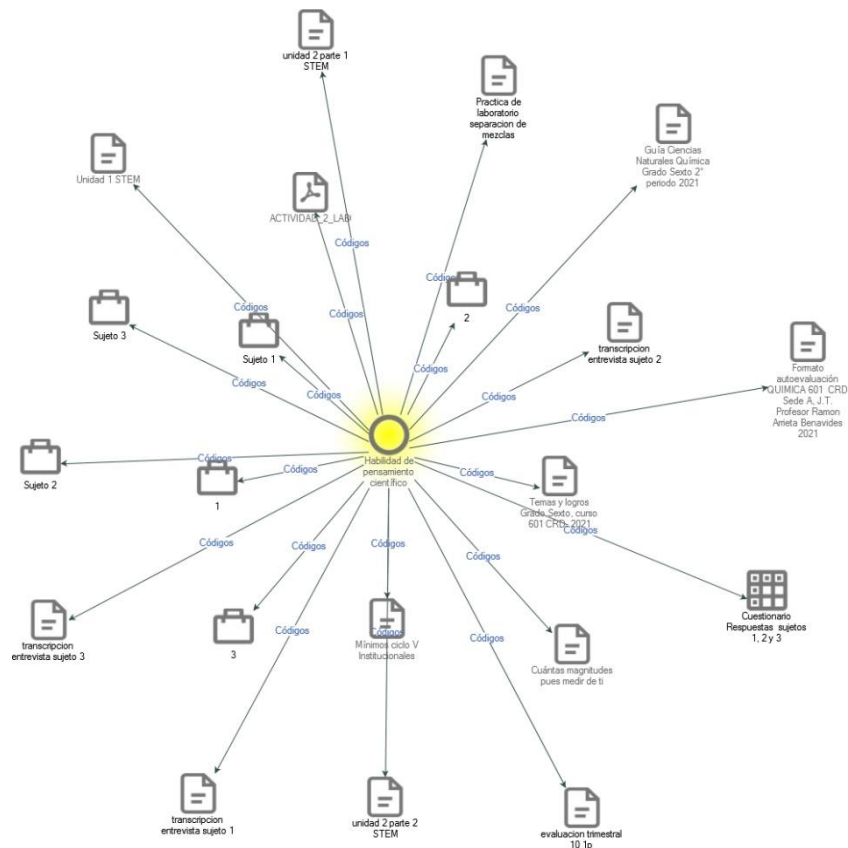 unidad 2 parte 1
STEM
Practica de
laboratorio
separacion de
mezclas
Guía Ciencias
Naturales Química
Grado Sexto 2°
periodo 2021
Unidad 1 STEM
ACTIVIDAD_2_LAB
Códigos
Códigos
Códigos
Códigos
2
Sujeto 3
Códigos
Códigos
Sujeto 1
transcripcion
entrevista sujeto 2
Códigos
Códigos
Códigos
Formato
autoevaluación
QUIMICA 601 CRD
Sede A, J.T.
Profesor Ramon
Arrieta Benavides
2021
Códigos
Habilidad de
pensamiento
científico
Códigos
Sujeto 2
Códigos
1
Códigos
Temas y logros
Grado Sexto, curso
601 CRD, 2021
Códigos
Códigos
Códigos
Códigos
Códigos
transcripcion
entrevista sujeto 3
3
Códigos
Códigos
Mínimos ciclo V
Institucionales
Códigos
Cuántas magnitudes
pues medir de ti
Cuestionario
Respuestas sujetos
1, 2 y 3
transcripcion
entrevista sujeto 1
unidad 2 parte 2
STEM
evaluacion trimestral
10 1p